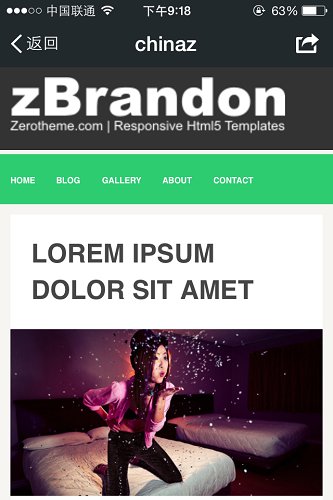 中国联通 下午9:18 63%
返回 chinaz
zBrandon
Zerotheme.com | Responsive Html5 Templates
HOME BLOG GALLERY ABOUT CONTACT
LOREM IPSUM
DOLOR SIT AMET